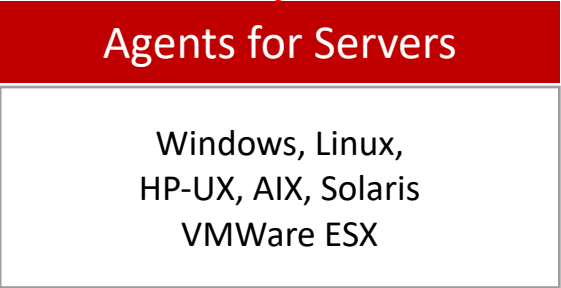 Agents for Servers
Windows, Linux,
HP-UX, AIX, Solaris
VMWare ESX